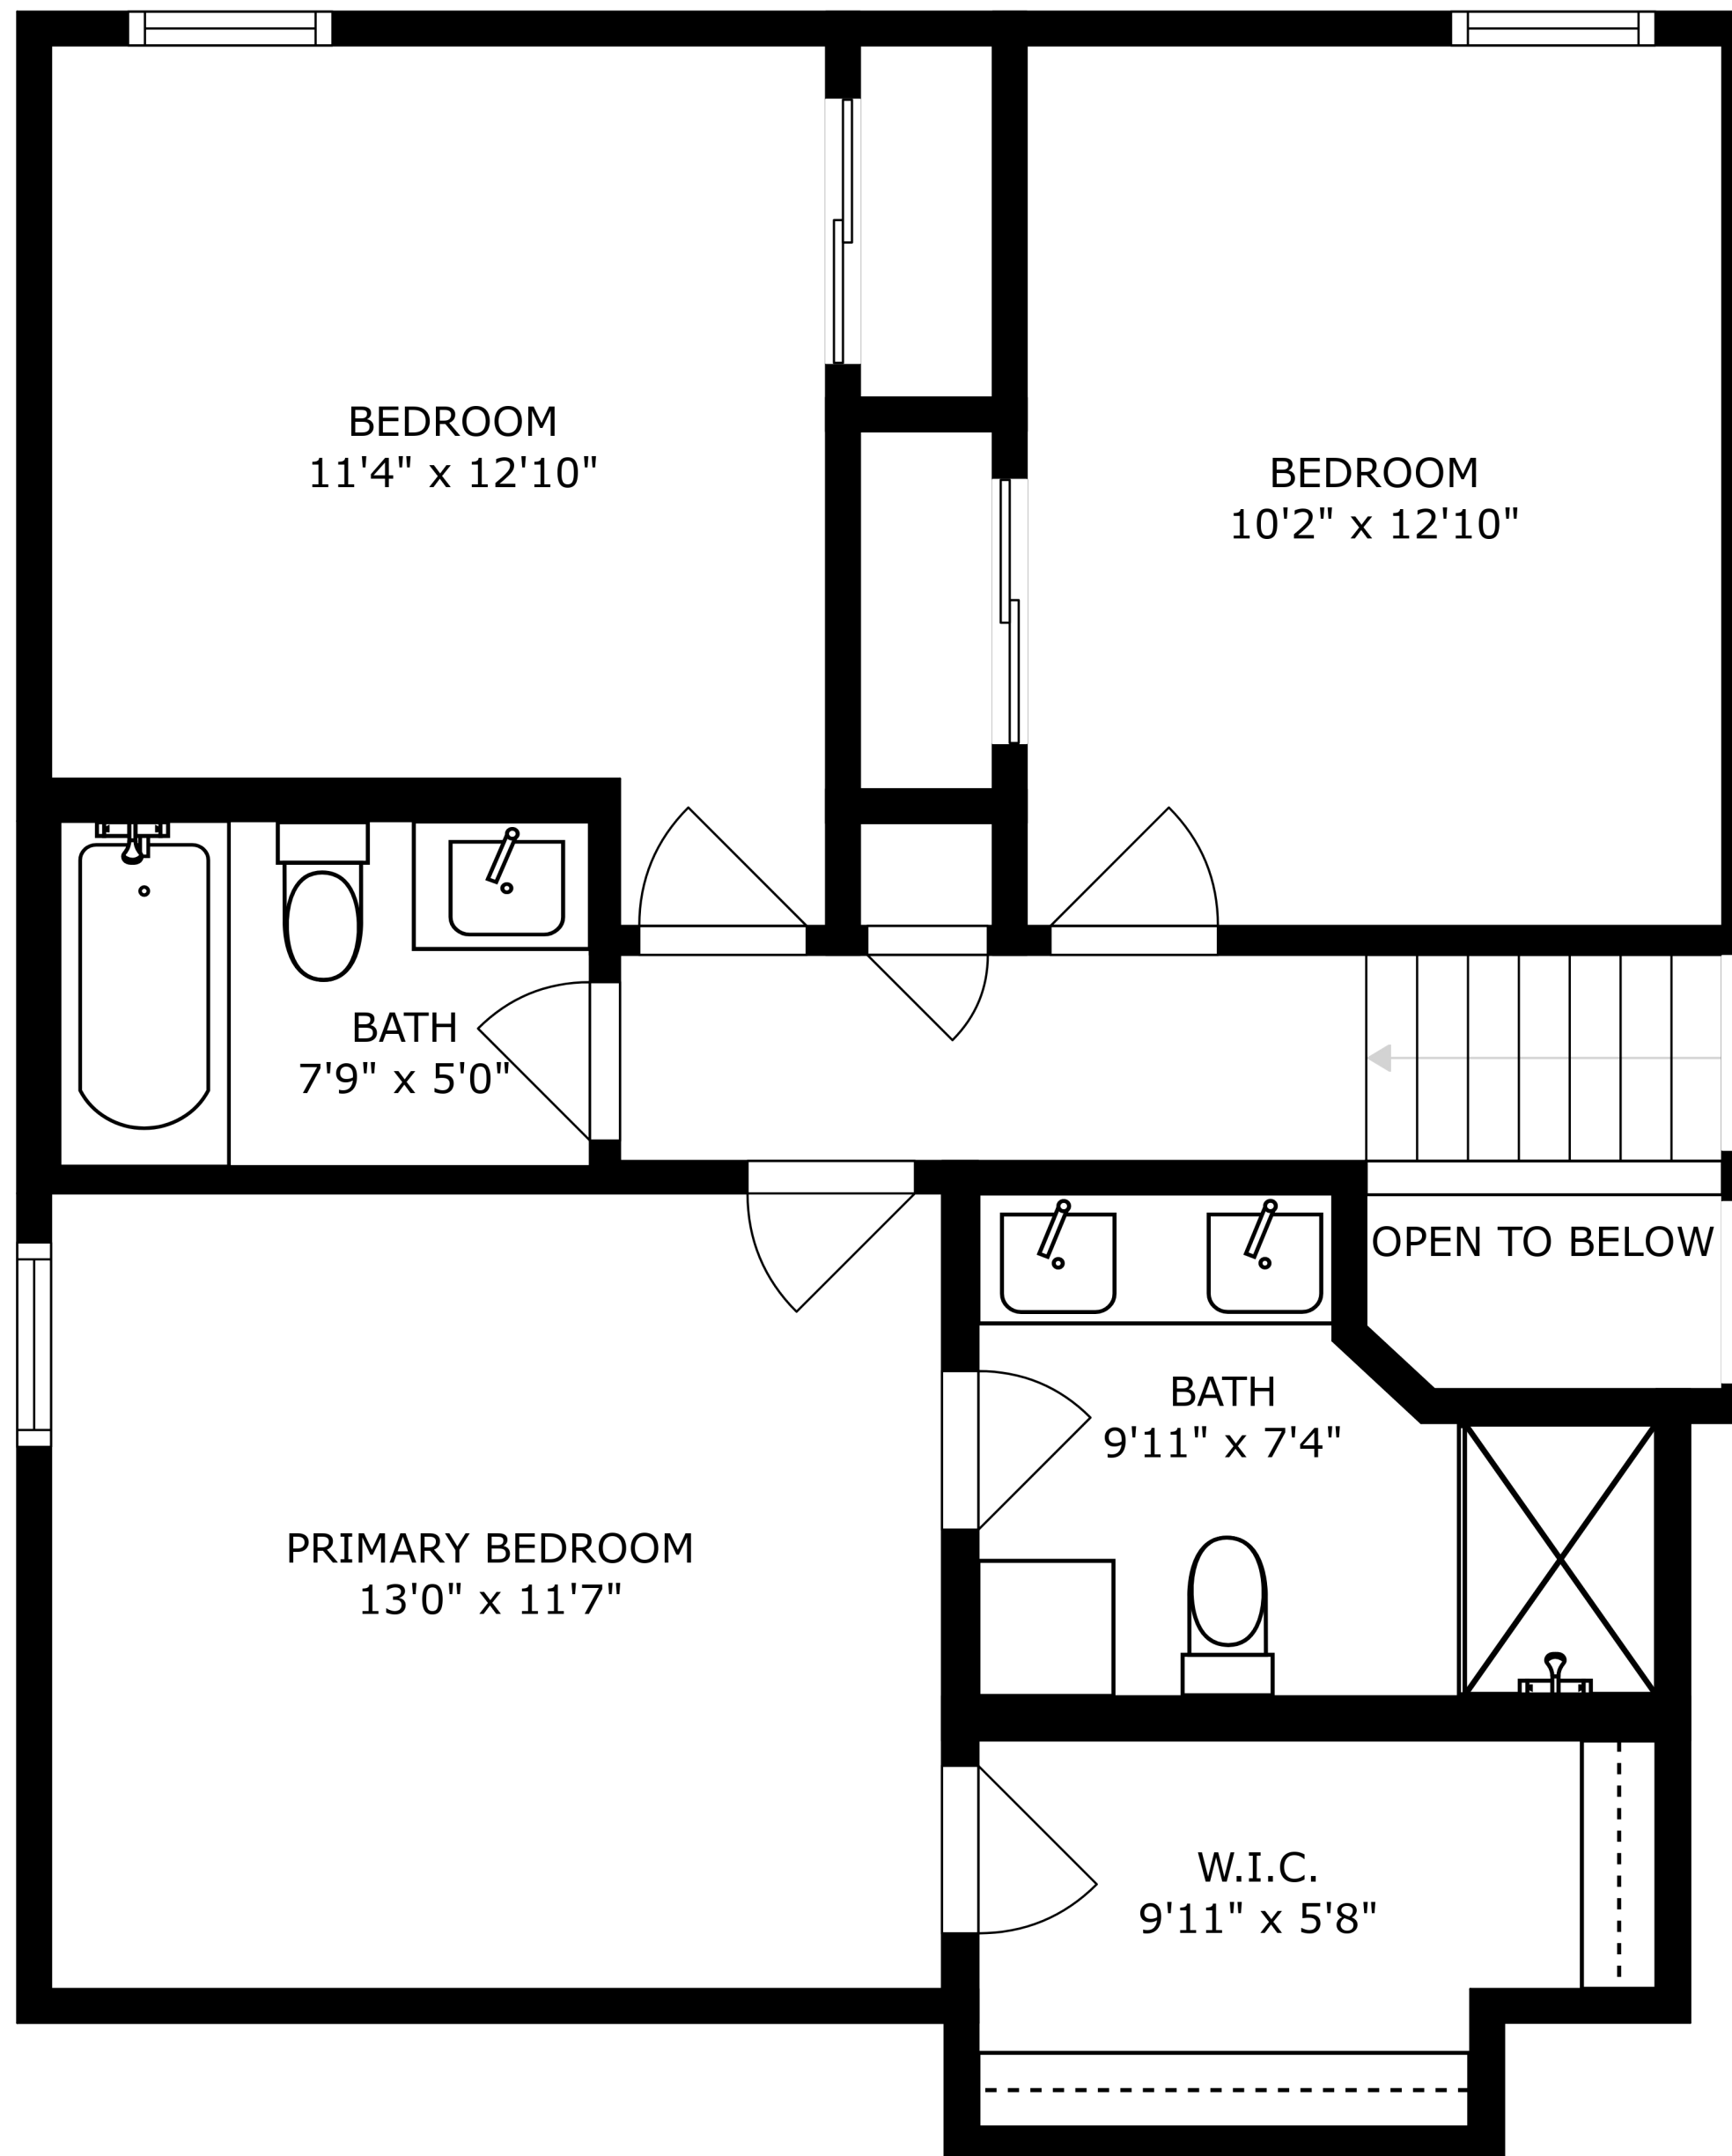 BEDROOM
11'4" x 12'10"
BEDROOM
10'2" x 12'10"
BATH
7'9" x 5'0"
OPEN TO BELOW
BATH
9'11" x 7'4"
PRIMARY BEDROOM
13'0" x 11'7"
W.I.C.
9'11" x 5'8"